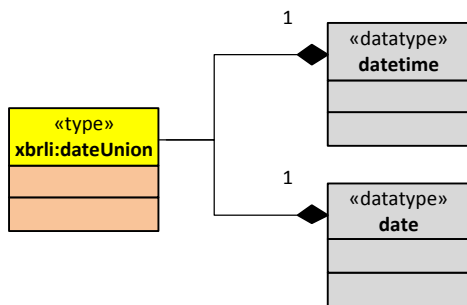 1
«datatype»
datetime
«type»
xbrli:dateUnion
1
«datatype»
date